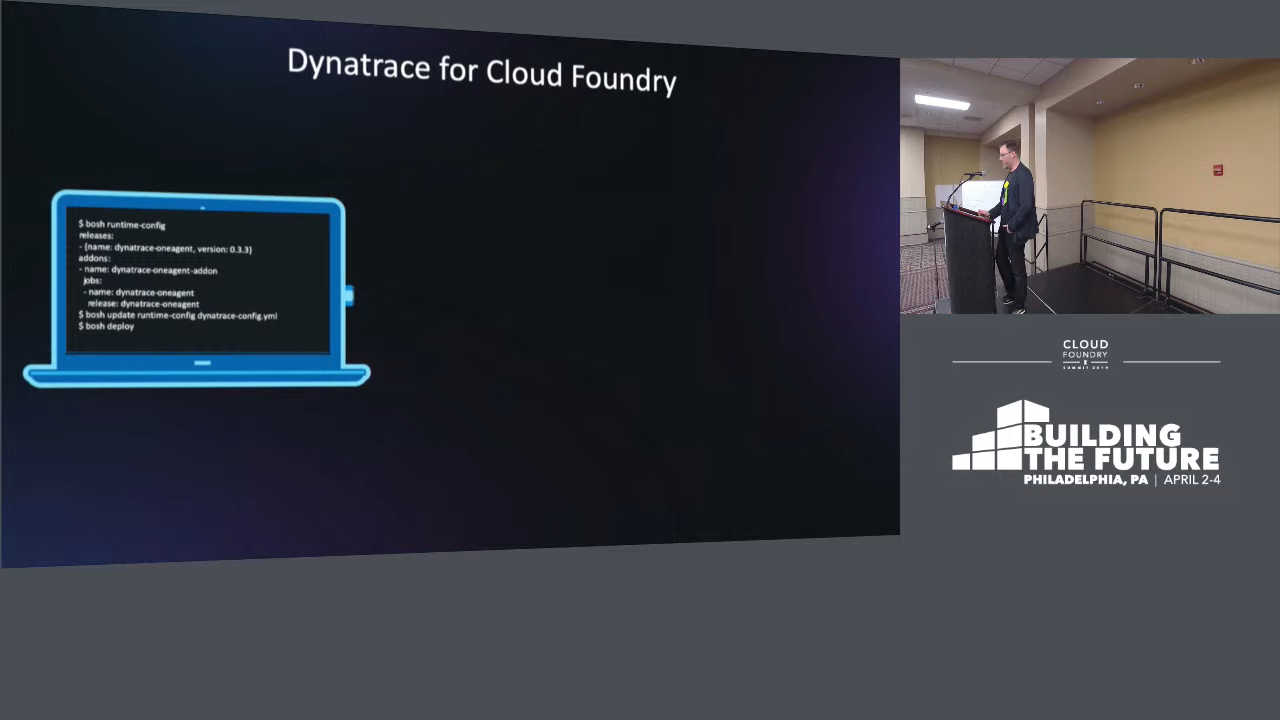 Dynatrace for Cloud Foundry
$ bosh runtime-config
releases:
- {name: dynatrace-oneagent, version: 0.3.3}
addons:
- name: dynatrace-oneagent-addon
jobs:
- name: dynatrace-oneagent
release: dynatrace-oneagent
$ bosh update runtime-config dynatrace-config.yml
$ bosh deploy
CLOUD
FOUNDRY
SUMMIT 2019
BUILDING
THE FUTURE
PHILADELPHIA, PA | APRIL 2-4